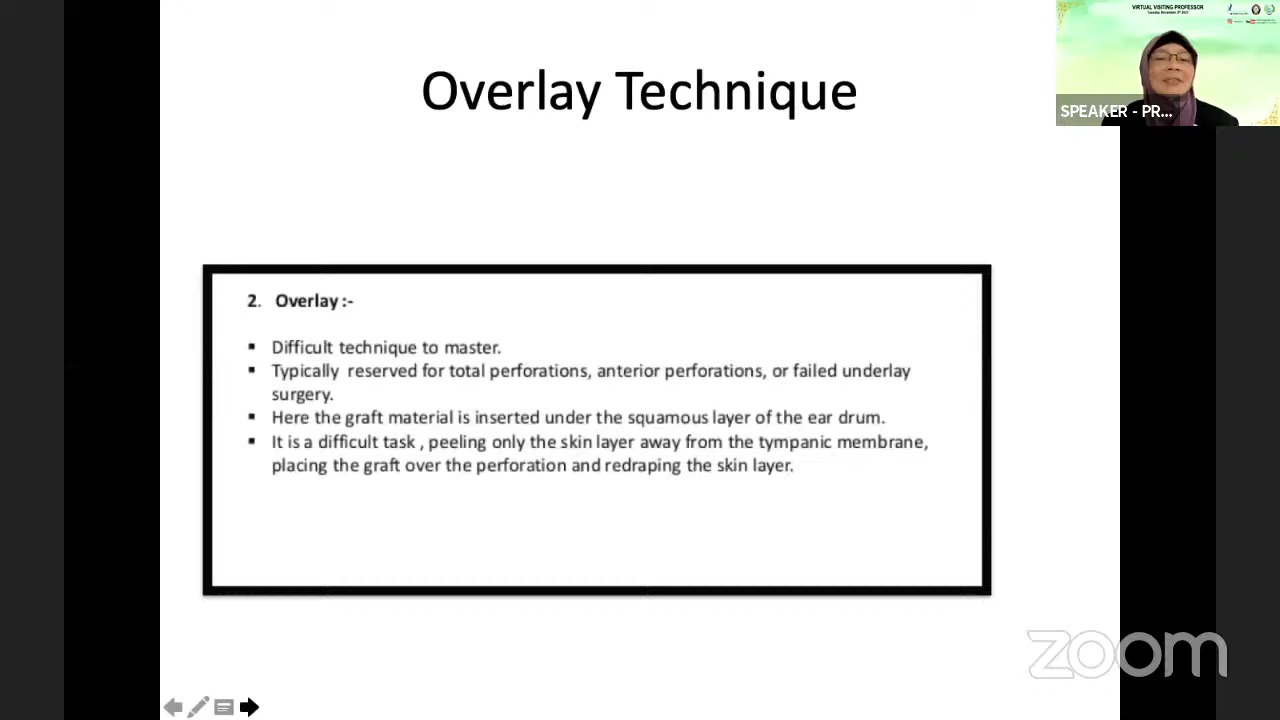 VIRTUAL VISITING PROFESSOR
SPEAKER - PR...
Overlay Technique
2. Overlay :-
▪ Difficult technique to master.
▪ Typically reserved for total perforations, anterior perforations, or failed underlay
surgery.
▪ Here the graft material is inserted under the squamous layer of the ear drum.
▪ It is a difficult task , peeling only the skin layer away from the tympanic membrane,
placing the graft over the perforation and redraping the skin layer.
zoom